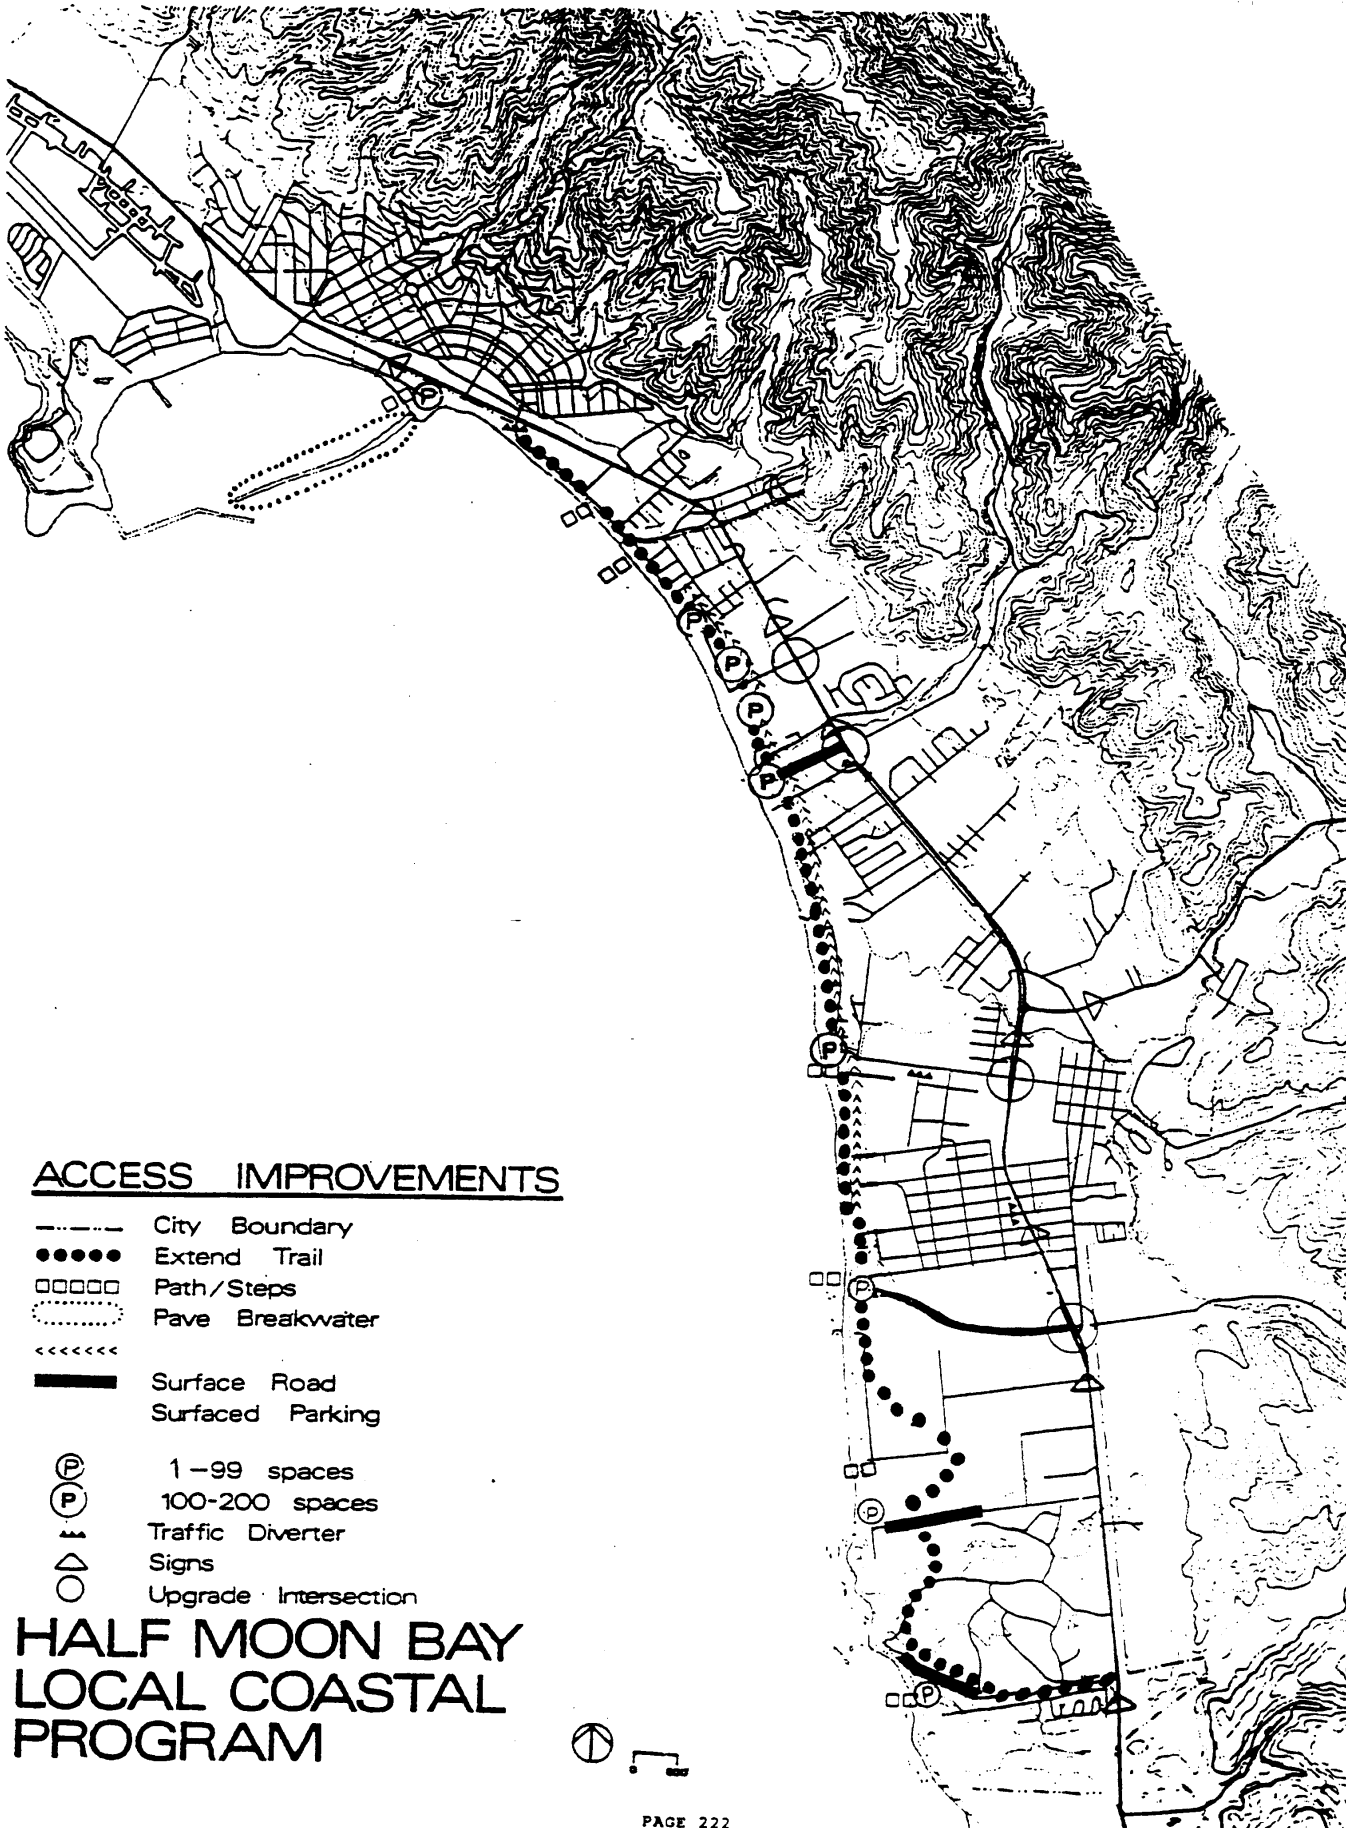 P
P
P
P
P
P
P
ACCESS IMPROVEMENTS
City Boundary
Extend Trail
Path/Steps
Pave Breakwater
Surface Road
Surfaced Parking
P 1-99 spaces
P 100-200 spaces
Traffic Diverter
Signs
Upgrade Intersection
P
P
HALF MOON BAY
LOCAL COASTAL
PROGRAM
PAGE 222